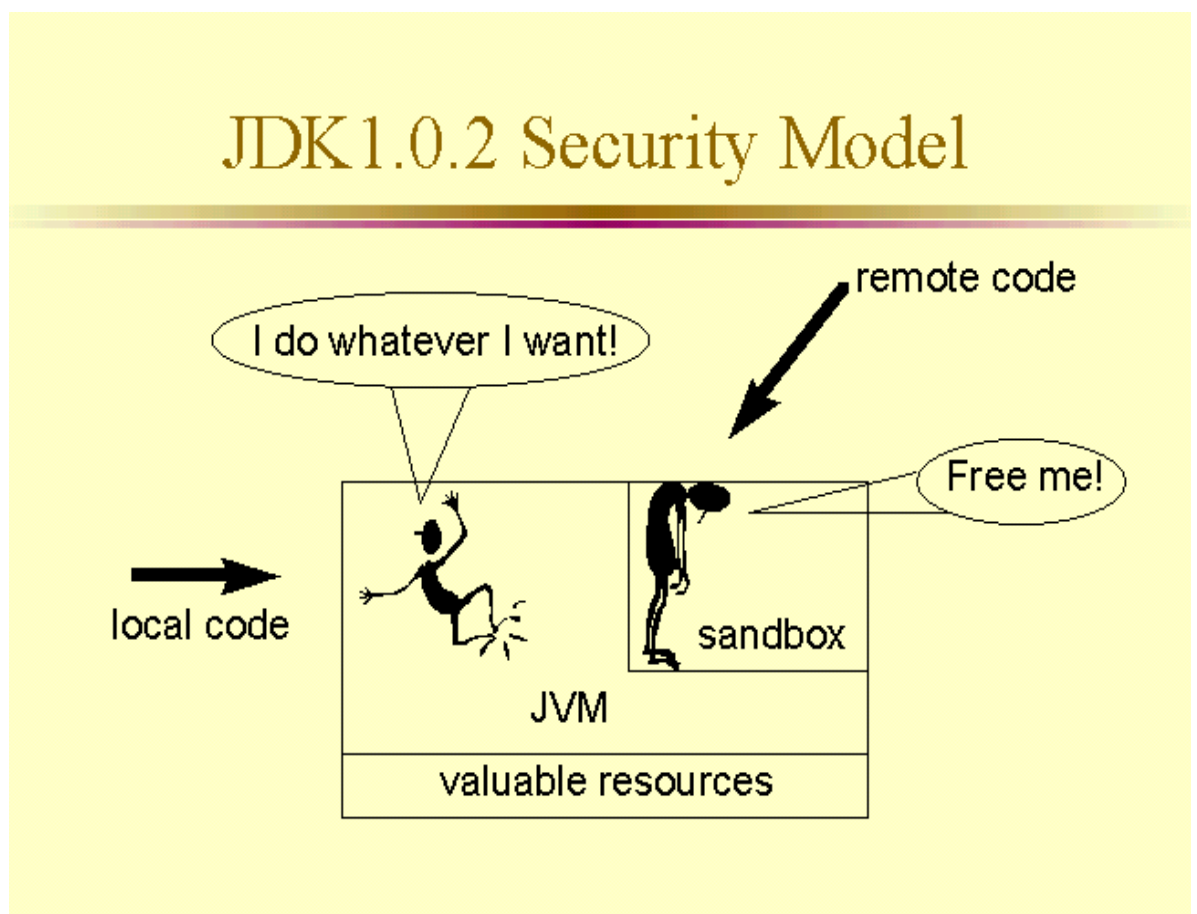 JDK1.0.2 Security Model
remote code
I do whatever I want!
Free me!
local code
sandbox
JVM
valuable resources